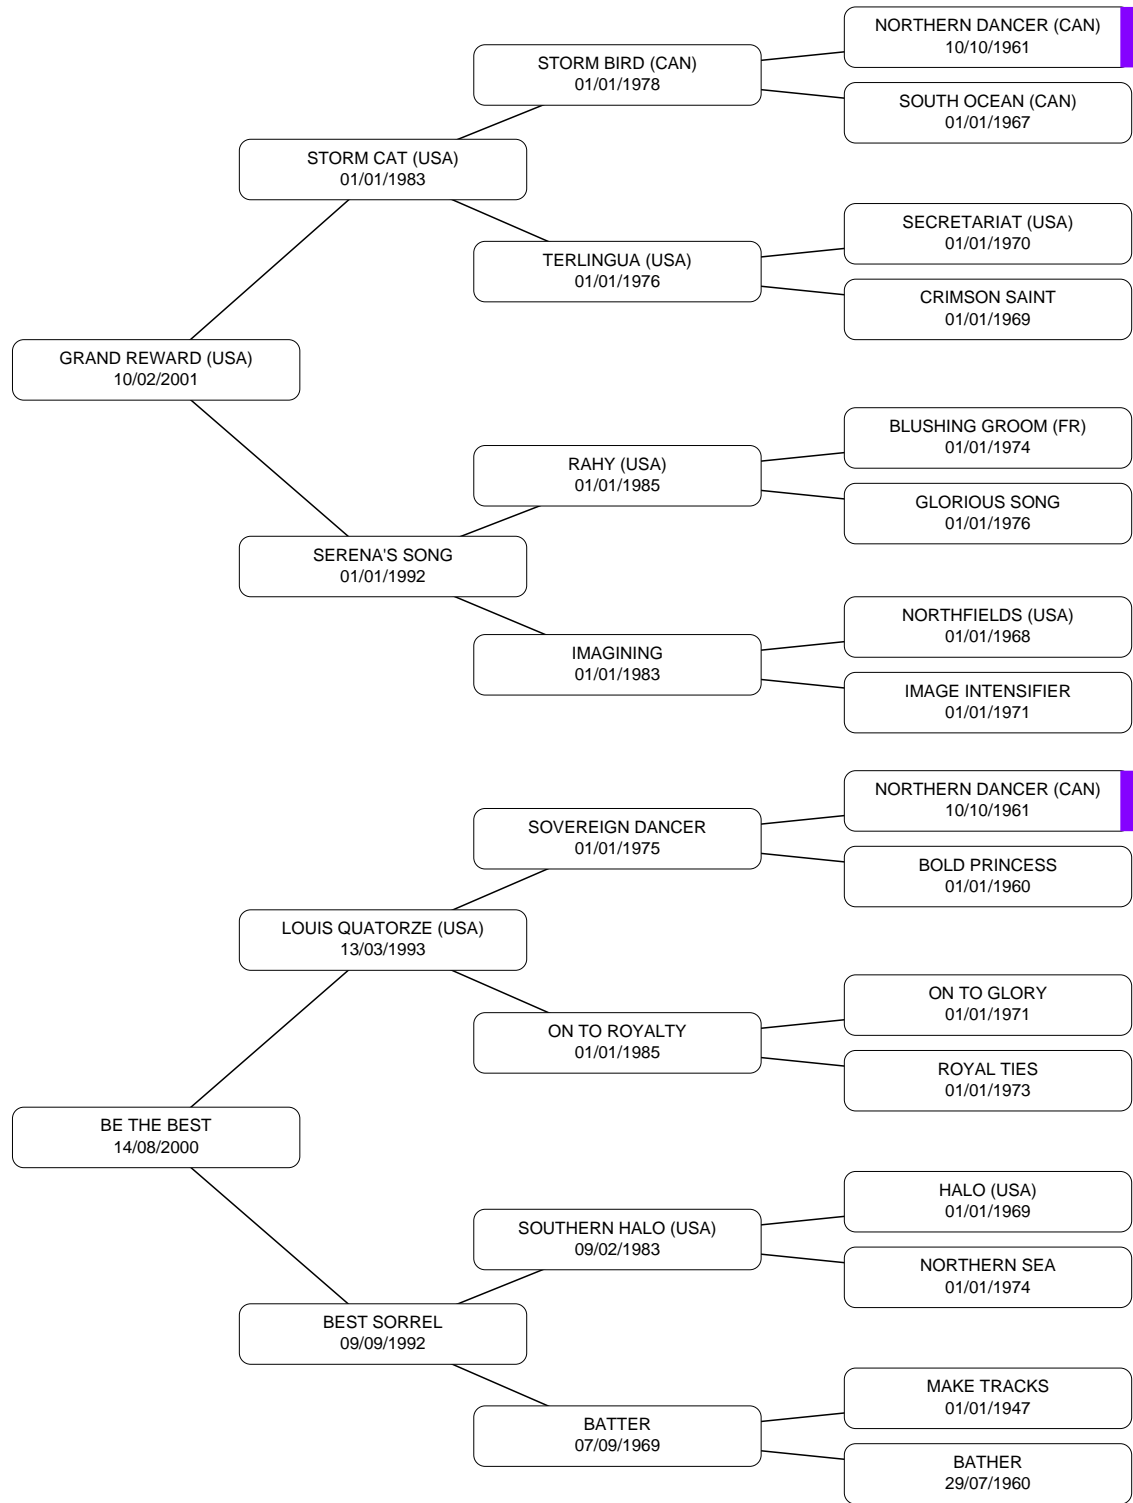 NORTHERN DANCER (CAN)
10/10/1961
STORM BIRD (CAN)
01/01/1978
SOUTH OCEAN (CAN)
01/01/1967
STORM CAT (USA)
01/01/1983
SECRETARIAT (USA)
01/01/1970
TERLINGUA (USA)
01/01/1976
CRIMSON SAINT
01/01/1969
GRAND REWARD (USA)
10/02/2001
BLUSHING GROOM (FR)
01/01/1974
RAHY (USA)
01/01/1985
GLORIOUS SONG
01/01/1976
SERENA'S SONG
01/01/1992
NORTHFIELDS (USA)
01/01/1968
IMAGINING
01/01/1983
IMAGE INTENSIFIER
01/01/1971
NORTHERN DANCER (CAN)
10/10/1961
SOVEREIGN DANCER
01/01/1975
BOLD PRINCESS
01/01/1960
LOUIS QUATORZE (USA)
13/03/1993
ON TO GLORY
01/01/1971
ON TO ROYALTY
01/01/1985
ROYAL TIES
01/01/1973
BE THE BEST
14/08/2000
HALO (USA)
01/01/1969
SOUTHERN HALO (USA)
09/02/1983
NORTHERN SEA
01/01/1974
BEST SORREL
09/09/1992
MAKE TRACKS
01/01/1947
BATTER
07/09/1969
BATHER
29/07/1960